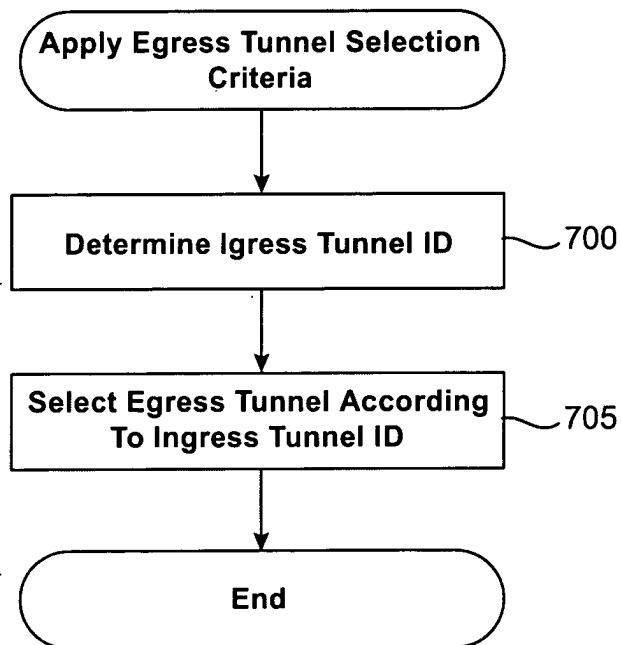 Apply Egress Tunnel Selection
Criteria
Determine Igress Tunnel ID
700
Select Egress Tunnel According
To Ingress Tunnel ID
705
End